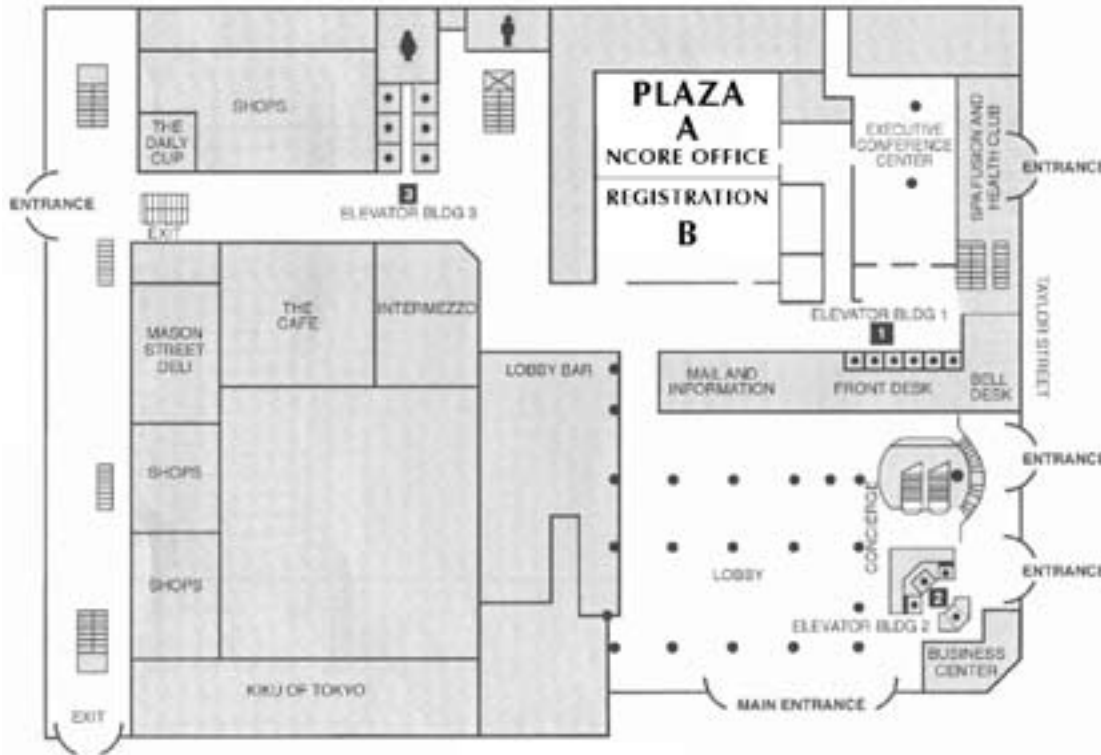 PLAZA
A
NCORE OFFICE
REGISTRATION
B
SHOPS
THE
DAILY
CUP
EXECUTIVE
CONFERENCE
CENTER
SPA FUSION AND
HEALTH CLUB
ENTRANCE
ENTRANCE
3
ELEVATOR BLDG 3
EXIT
THE
CAFE
INTERMEZZO
MASON
STREET
DELI
ELEVATOR BLDG 1
1
TAYLOR STREET
LOBBY BAR
MAIL AND
INFORMATION
FRONT DESK
BELL
DESK
ENTRANCE
SHOPS
CONCIERGE
SHOPS
LOBBY
ENTRANCE
2
ELEVATOR BLDG 2
BUSINESS
CENTER
KIKU OF TOKYO
MAIN ENTRANCE
EXIT